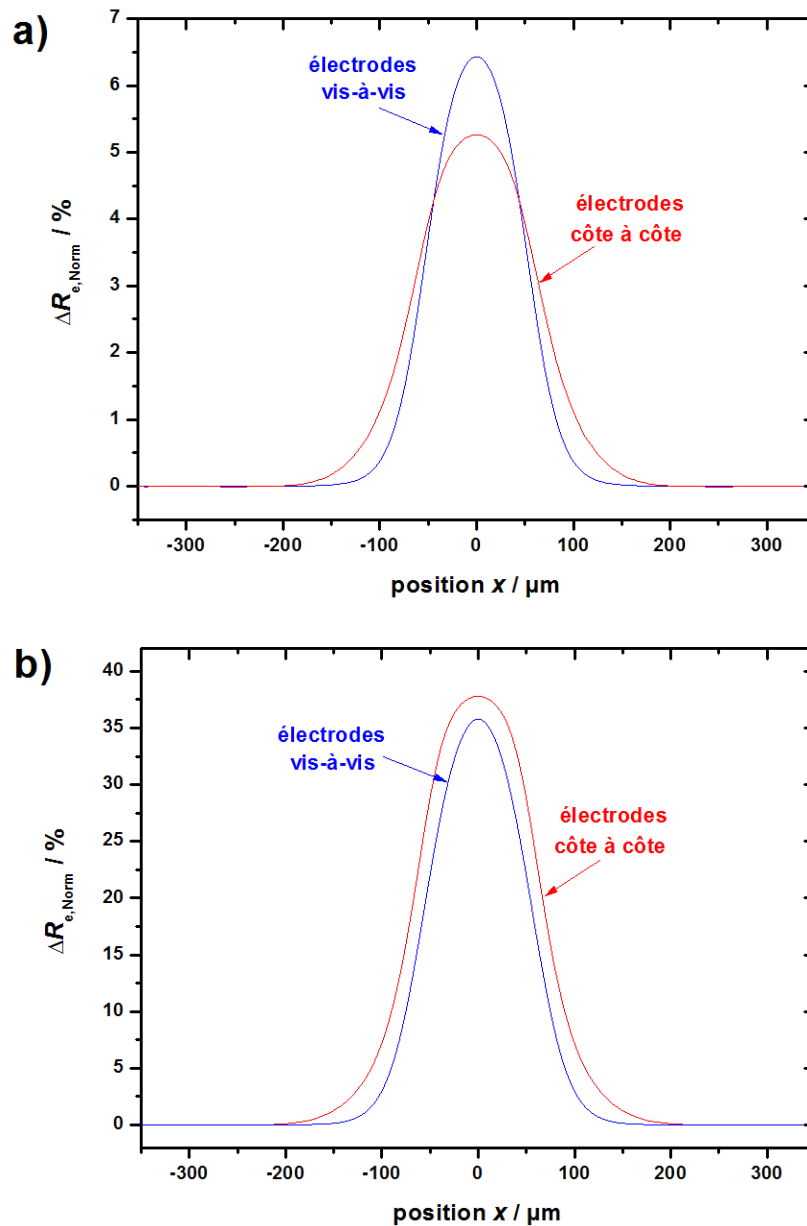 a)
7
6
5
4
3
2
1
0
ΔR e,Norm / %
électrodes
vis-à-vis
électrodes
côte à côte
-300 -200 -100 0 100 200 300
position x / µm
b)
40
35
30
25
20
15
10
5
0
ΔR e,Norm / %
électrodes
vis-à-vis
électrodes
côte à côte
-300 -200 -100 0 100 200 300
position x / µm